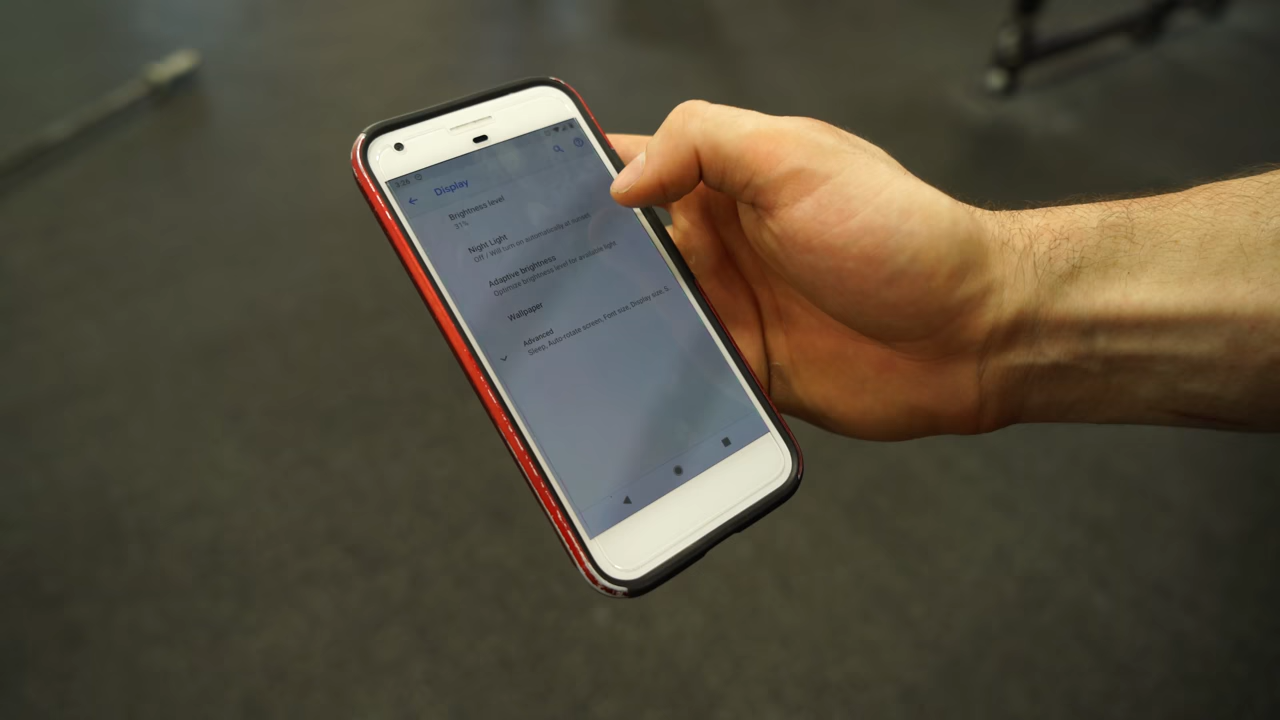 Display
Brightness level
Night Light
Off / Will turn on automatically at sunset
Adaptive brightness
Optimize brightness level for available light
Wallpaper
Advanced
Sleep, Auto-rotate screen, Font size, Display size, S..